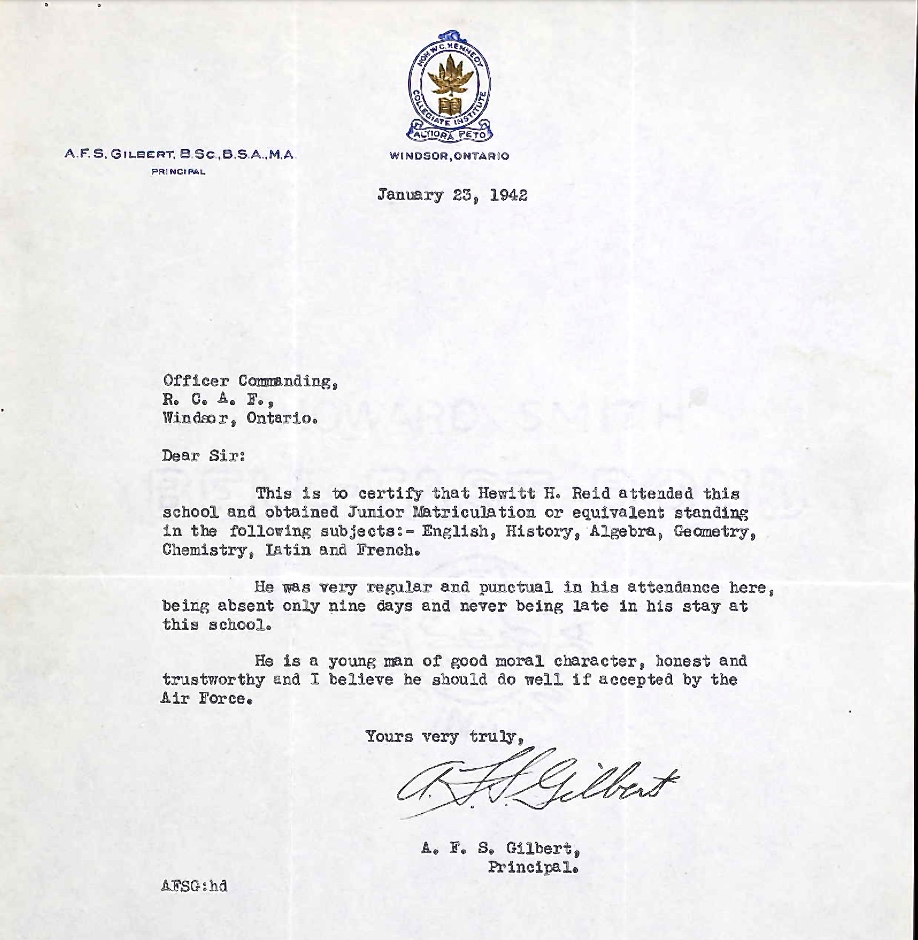 HON. W.C. KENNEDY
COLLEGIATE INSTITUTE
ALTIORA PETO
A.F.S. GILBERT, B.SC., B.S.A., M.A.
PRINCIPAL
WINDSOR, ONTARIO
January 23, 1942
Officer Commanding,
R. C. A. F.,
Windsor, Ontario.
Dear Sir:
This is to certify that Hewitt H. Reid attended this
school and obtained Junior Matriculation or equivalent standing
in the following subjects:- English, History, Algebra, Geometry,
Chemistry, Latin and French.
He was very regular and punctual in his attendance here,
being absent only nine days and never being late in his stay at
this school.
He is a young man of good moral character, honest and
trustworthy and I believe he should do well if accepted by the
Air Force.
Yours very truly,
A.F.S. Gilbert
A. F. S. Gilbert,
Principal.
AFSG:hd